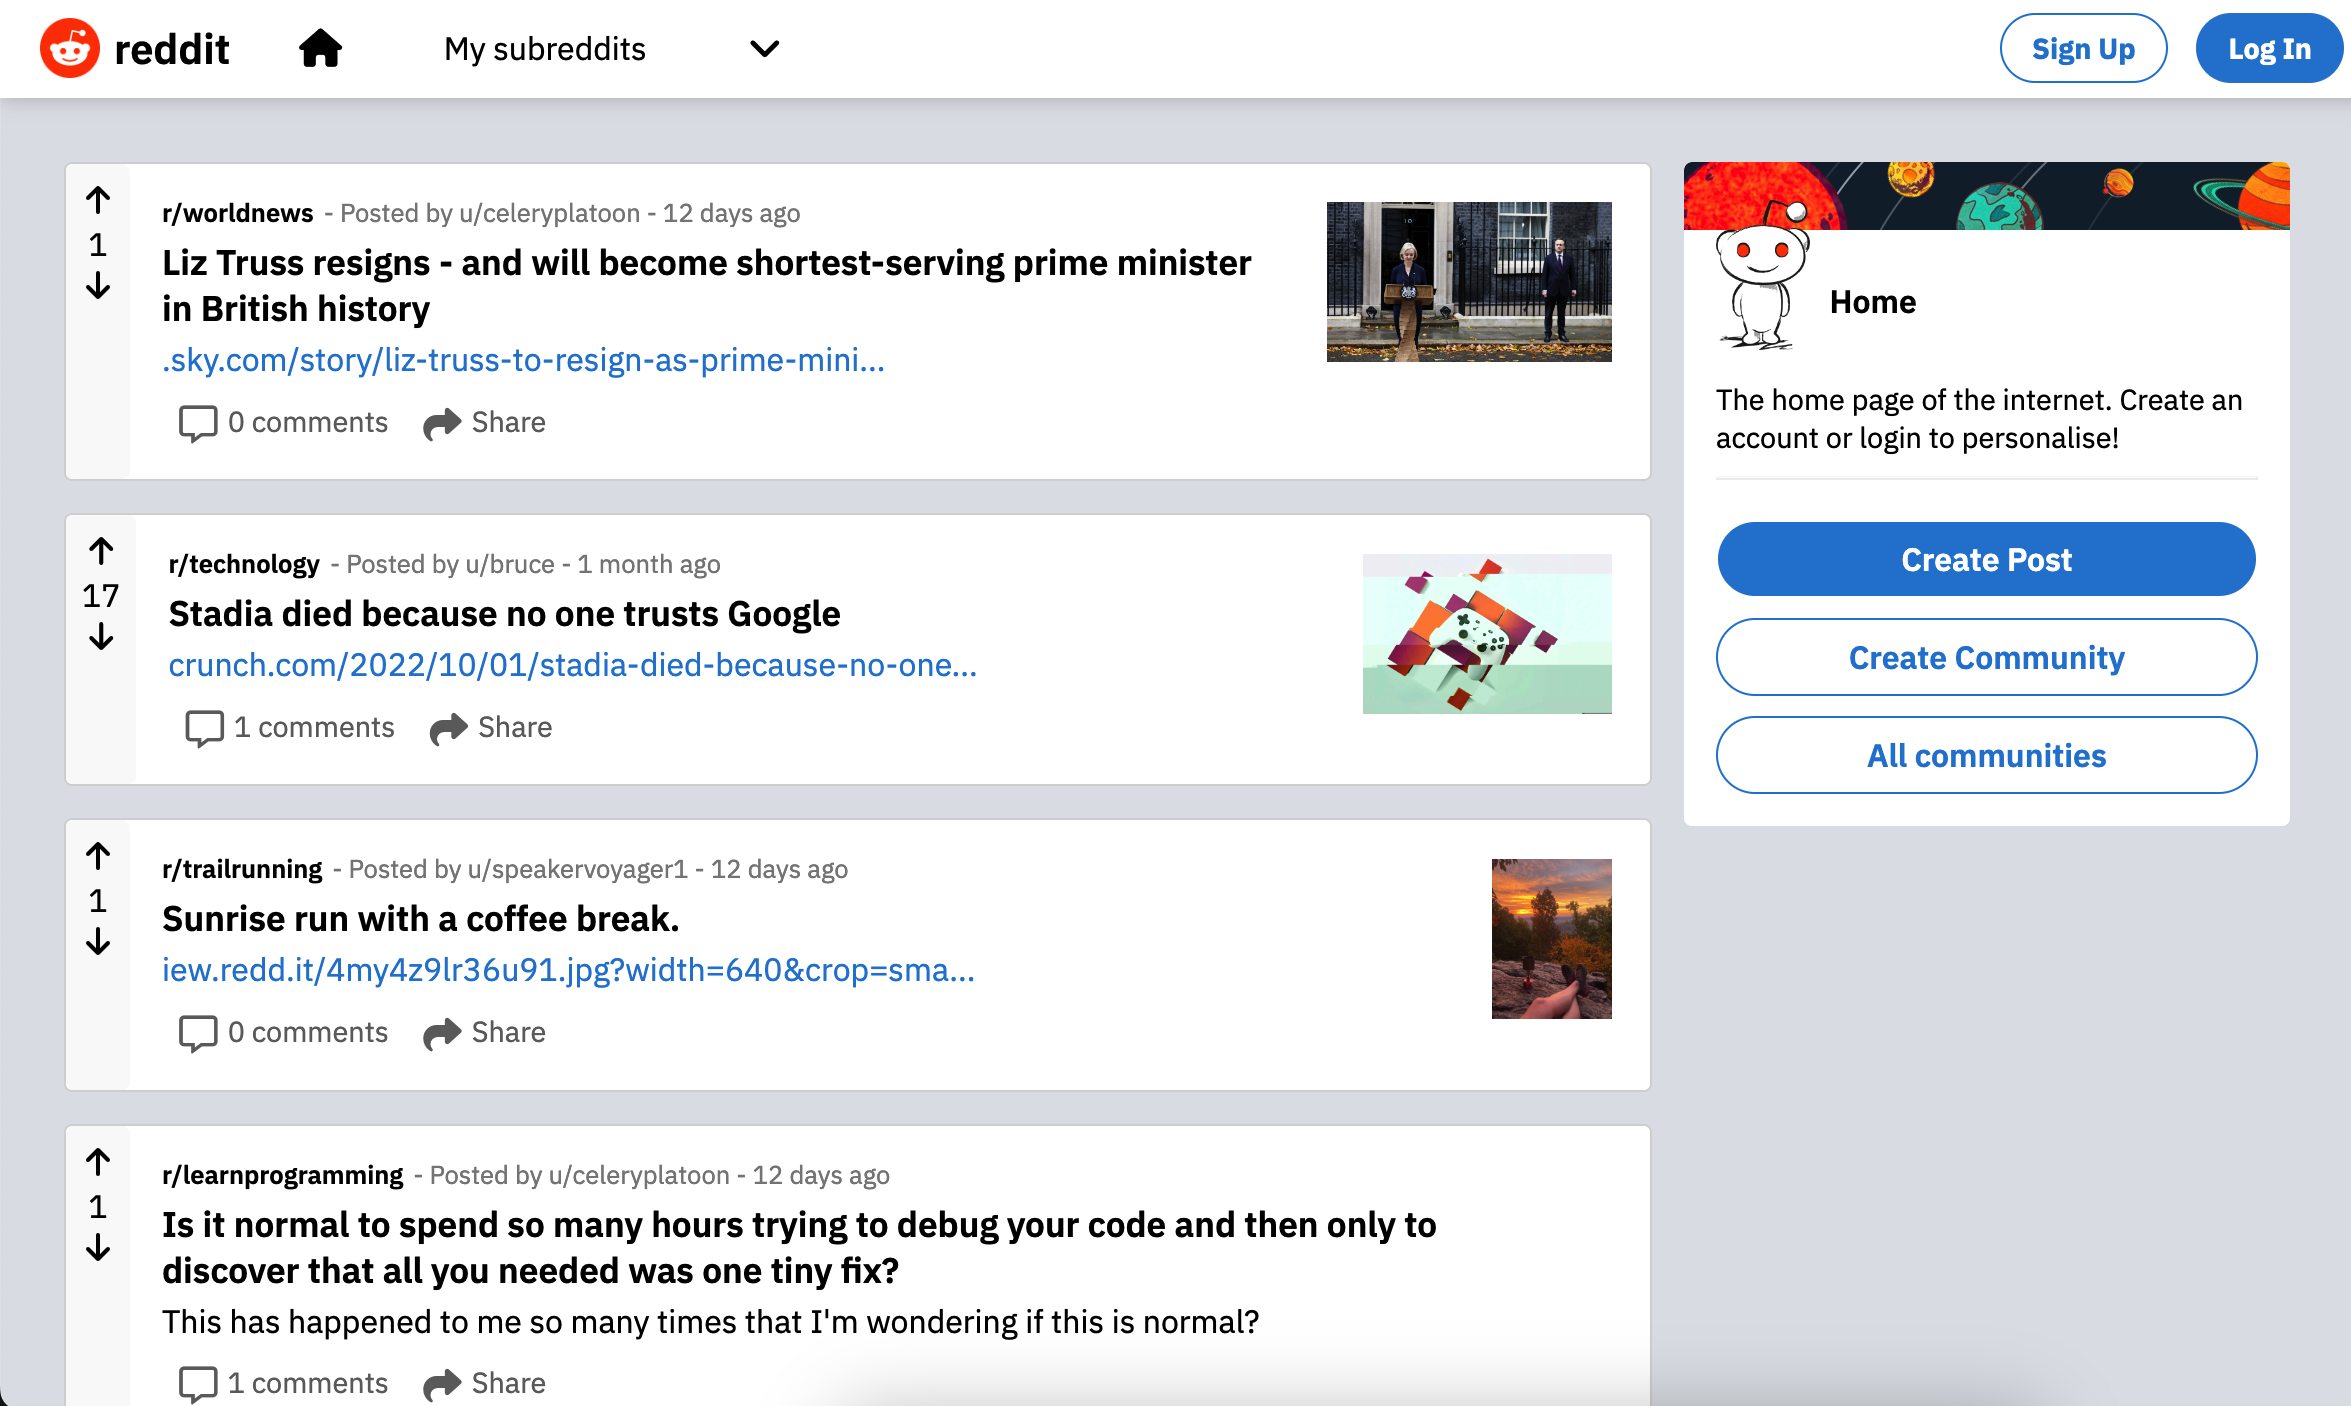 reddit
My subreddits
Sign Up
Log In
1
r/worldnews - Posted by u/celeryplatoon - 12 days ago
Liz Truss resigns - and will become shortest-serving prime minister
in British history
.sky.com/story/liz-truss-to-resign-as-prime-mini...
0 comments
Share
17
r/technology - Posted by u/bruce - 1 month ago
Stadia died because no one trusts Google
crunch.com/2022/10/01/stadia-died-because-no-one...
1 comments
Share
1
r/trailrunning - Posted by u/speakervoyager1 - 12 days ago
Sunrise run with a coffee break.
iew.redd.it/4my4z9lr36u91.jpg?width=640&crop=sma...
0 comments
Share
1
r/learnprogramming - Posted by u/celeryplatoon - 12 days ago
Is it normal to spend so many hours trying to debug your code and then only to
discover that all you needed was one tiny fix?
This has happened to me so many times that I'm wondering if this is normal?
1 comments
Share
Home
The home page of the internet. Create an
account or login to personalise!
Create Post
Create Community
All communities